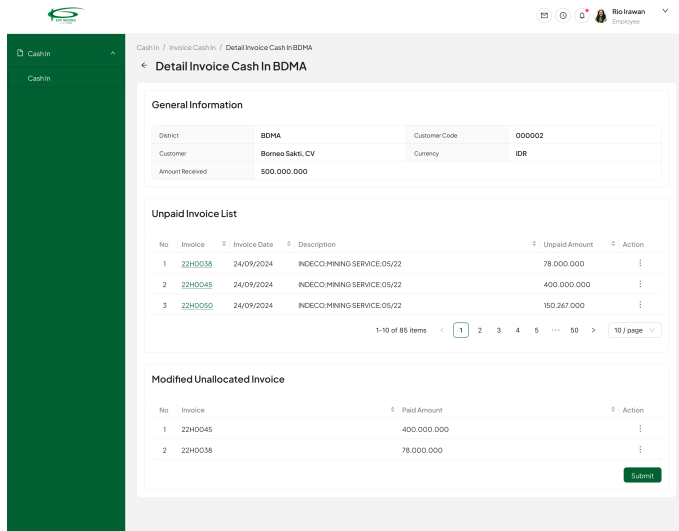 Rio Irawan
Employee
Cash In
Cash In
Cash In / Invoice Cash In / Detail Invoice Cash In BDMA
Detail Invoice Cash In BDMA
General Information
District BDMA Customer Code 000002
Customer Borneo Sakti, CV Currency IDR
Amount Received 500.000.000
Unpaid Invoice List
No Invoice Invoice Date Description Unpaid Amount Action
1 22H0038 24/09/2024 INDECO;MINING SERVICE;05/22 78.000.000
2 22H0045 24/09/2024 INDECO;MINING SERVICE;05/22 400.000.000
3 22H0050 24/09/2024 INDECO;MINING SERVICE;05/22 150.267.000
1-10 of 85 items < 1 2 3 4 5 ••• 50 > 10 / page
Modified Unallocated Invoice
No Invoice Paid Amount Action
1 22H0045 400.000.000
2 22H0038 78.000.000
Submit